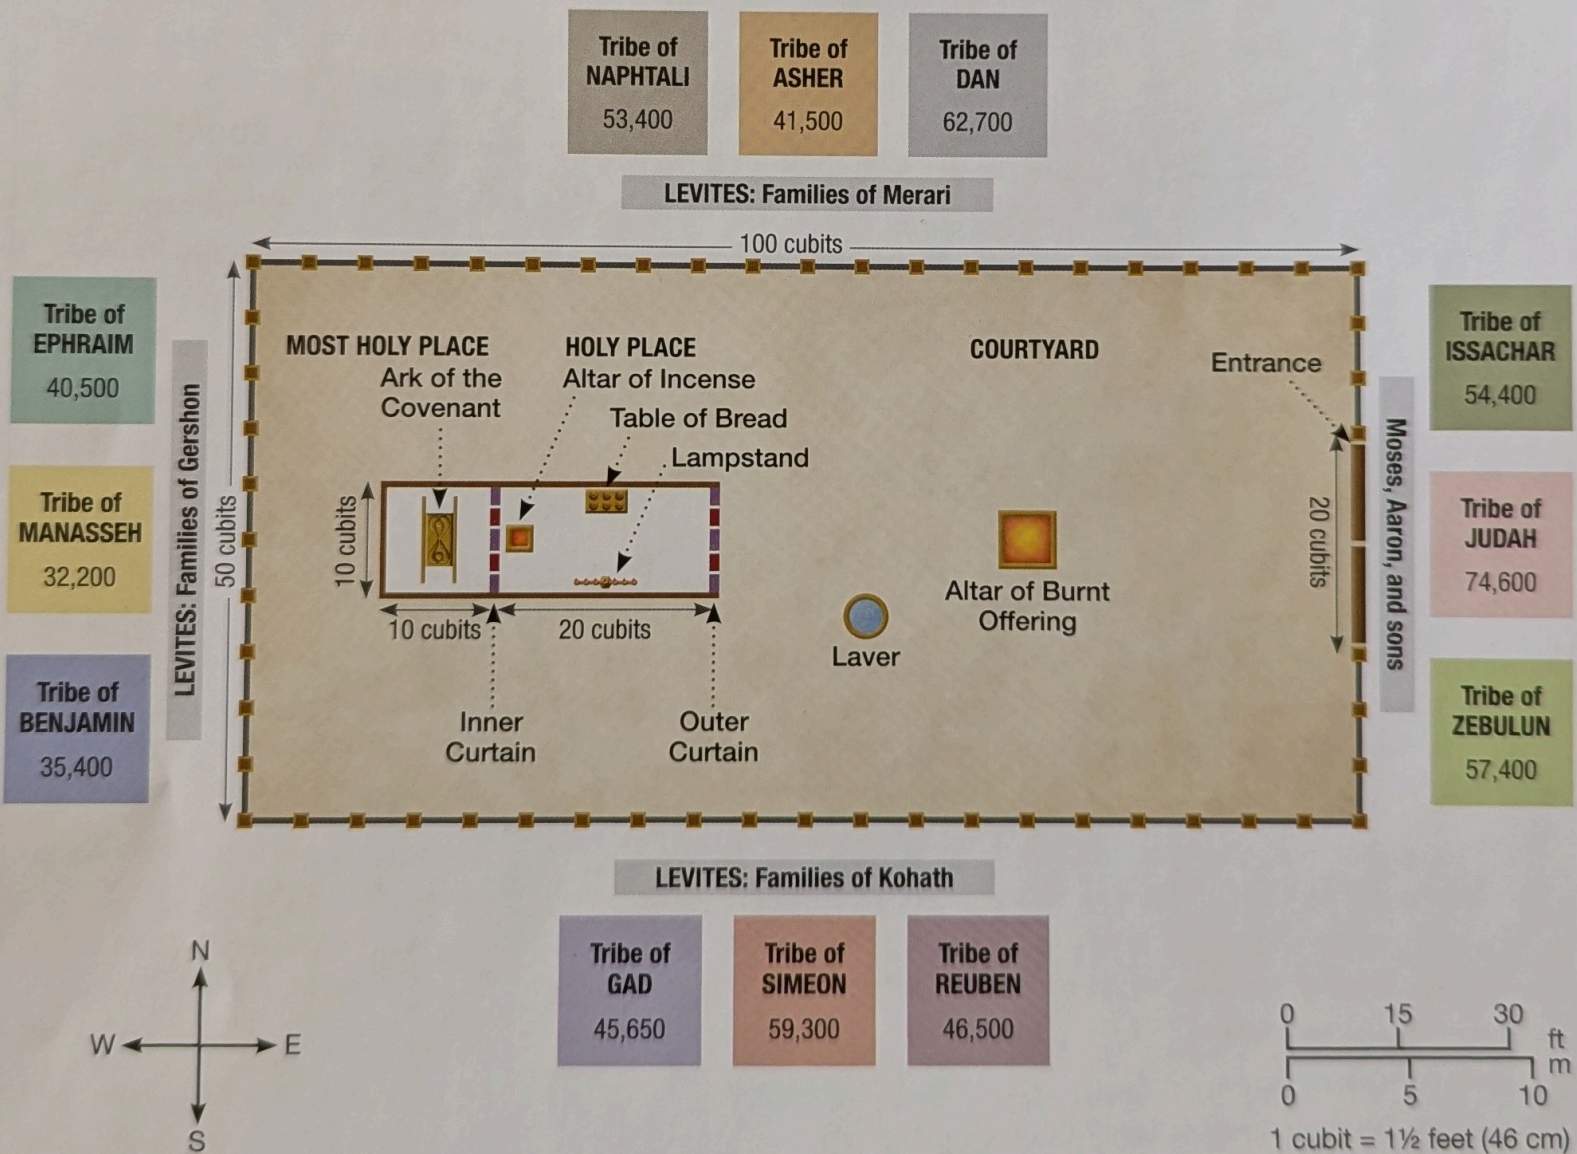 Tribe of
NAPHTALI
53,400
Tribe of
ASHER
41,500
Tribe of
DAN
62,700
LEVITES: Families of Merari
100 cubits
Tribe of
EPHRAIM
40,500
Tribe of
MANASSEH
32,200
Tribe of
BENJAMIN
35,400
LEVITES: Families of Gershon
50 cubits
MOST HOLY PLACE
Ark of the
Covenant
HOLY PLACE
Altar of Incense
Table of Bread
Lampstand
COURTYARD
Entrance
10 cubits
10 cubits
20 cubits
Inner
Curtain
Outer
Curtain
Laver
Altar of Burnt
Offering
20 cubits
Moses, Aaron, and sons
Tribe of
ISSACHAR
54,400
Tribe of
JUDAH
74,600
Tribe of
ZEBULUN
57,400
LEVITES: Families of Kohath
Tribe of
GAD
45,650
Tribe of
SIMEON
59,300
Tribe of
REUBEN
46,500
N
W E
S
0 15 30
ft
m
0 5 10
1 cubit = 1½ feet (46 cm)